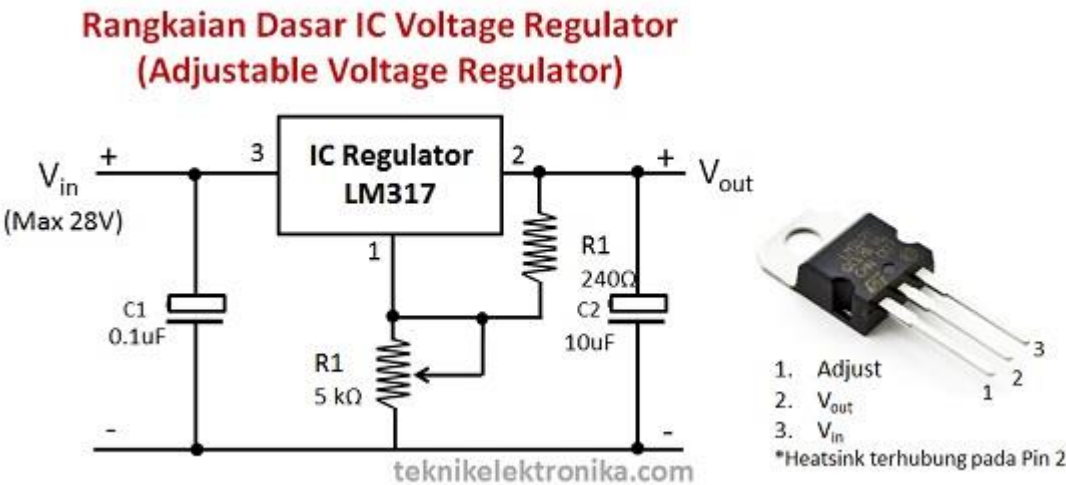 Rangkaian Dasar IC Voltage Regulator
(Adjustable Voltage Regulator)
Vin
(Max 28V)
+
3
IC Regulator
LM317
2
+
Vout
1
R1
240Ω
C1
0.1uF
C2
10uF
R1
5 kΩ
-
-
3
2
1
1. Adjust
2. Vout
3. Vin
*Heatsink terhubung pada Pin 2
teknikelektronika.com